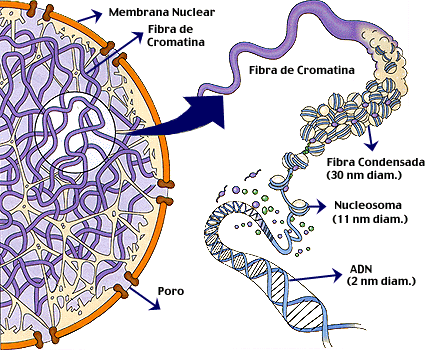 Membrana Nuclear
Fibra de
Cromatina
Fibra de Cromatina
Fibra Condensada
(30 nm diam.)
Nucleosoma
(11 nm diam.)
ADN
(2 nm diam.)
Poro